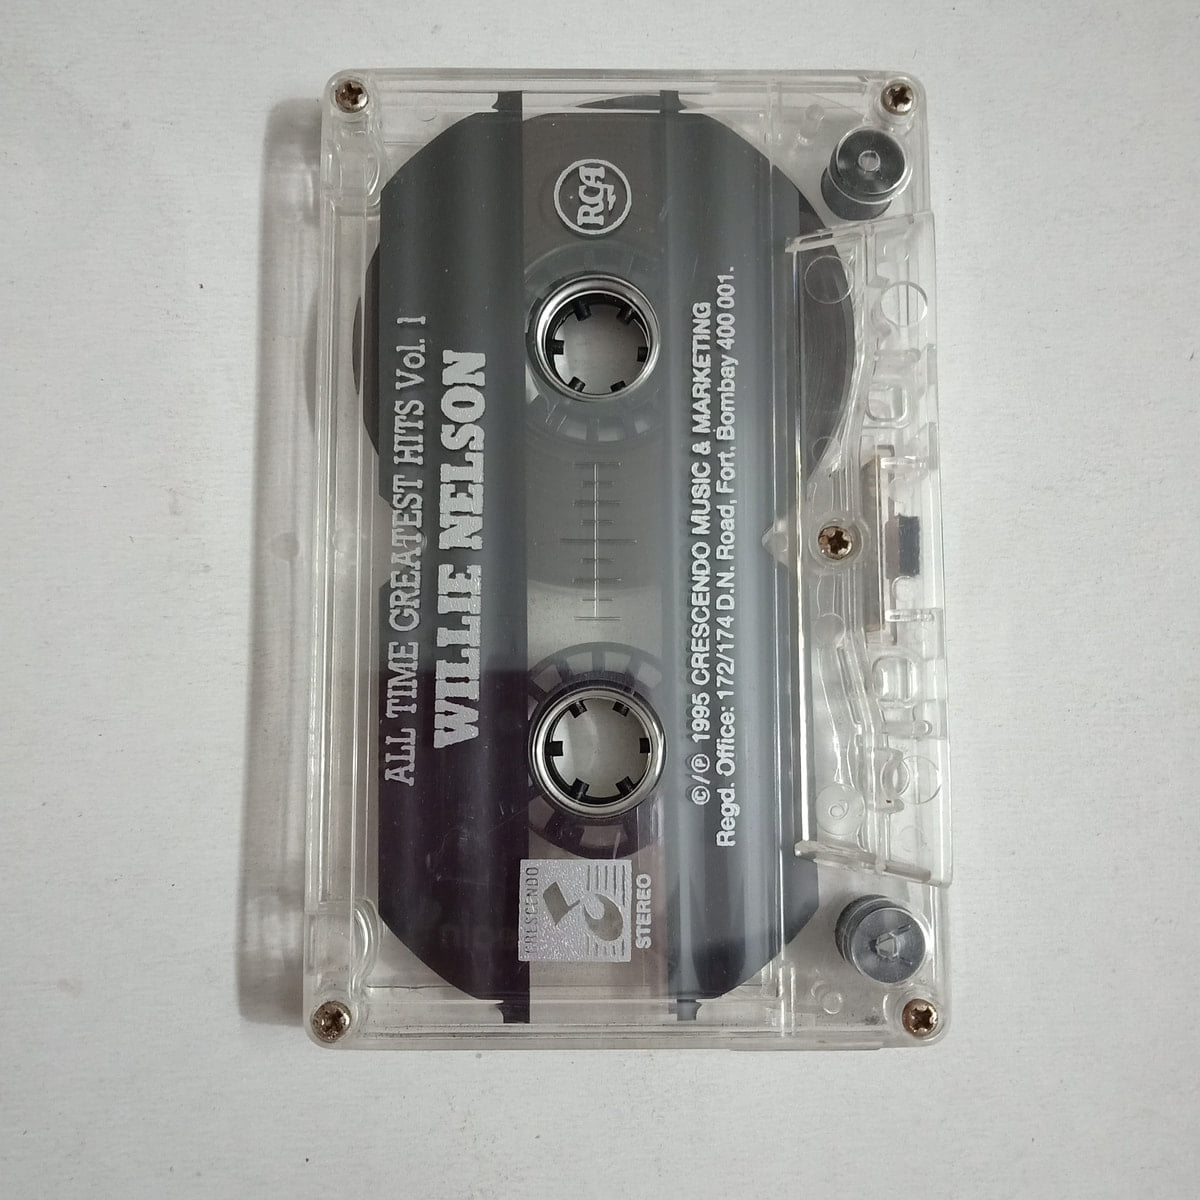 ALL TIME GREATEST HITS Vol. 1
WILLIE NELSON
RCA
CRESCENDO
STEREO
©/℗ 1995 CRESCENDO MUSIC & MARKETING
Regd. Office: 172/174 D.N. Road, Fort, Bombay 400 001.